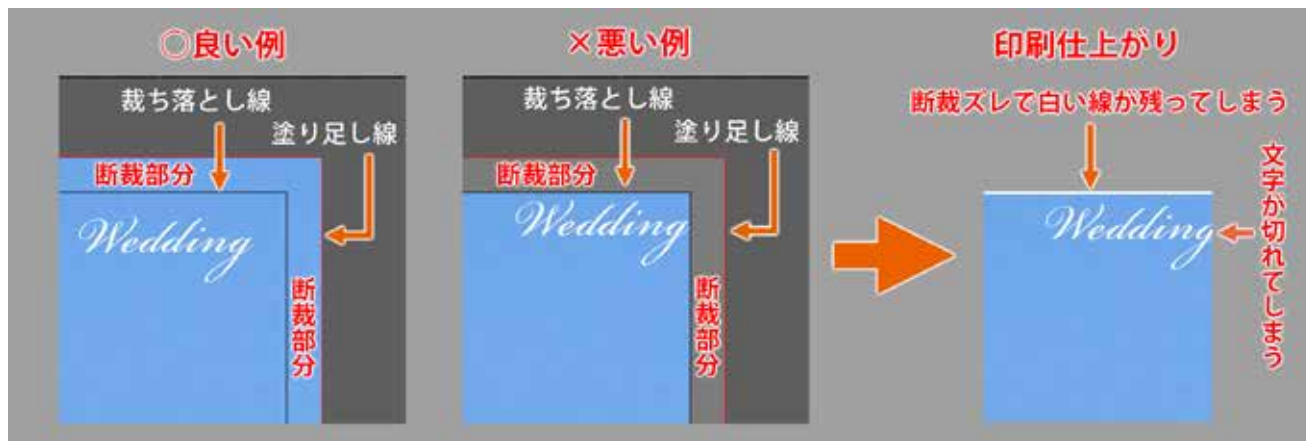 ◯良い例
裁ち落とし線
塗り足し線
断裁部分
Wedding
断裁部分
×悪い例
裁ち落とし線
塗り足し線
断裁部分
Wedding
断裁部分
印刷仕上がり
断裁ズレて白い線が残ってしまう
Wedding
文字が切れてしまう